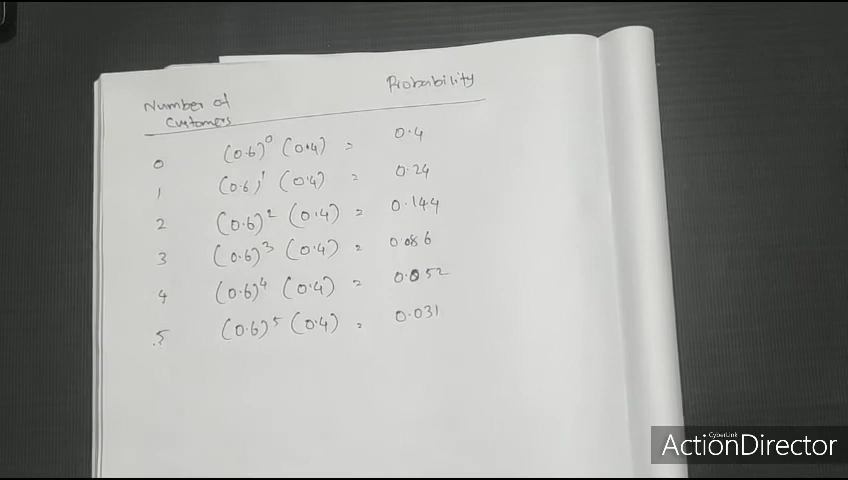 Number of Probability
Customers
0 (0.6)⁰ (0.4) = 0.4
1 (0.6)¹ (0.4) = 0.24
2 (0.6)² (0.4) = 0.144
3 (0.6)³ (0.4) = 0.086
4 (0.6)⁴ (0.4) = 0.052
5 (0.6)⁵ (0.4) = 0.031
CyberLink
ActionDirector